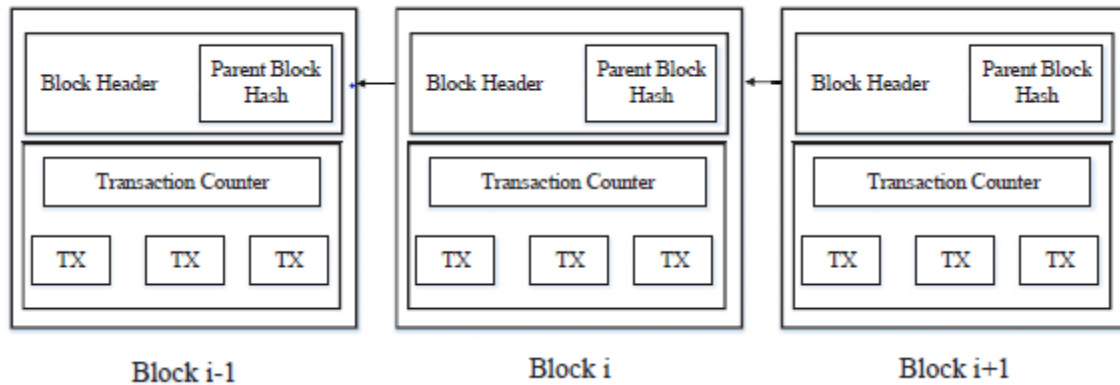 Block Header
Parent Block
Hash
Transaction Counter
TX TX TX
Block i-1
Block Header
Parent Block
Hash
Transaction Counter
TX TX TX
Block i
Block Header
Parent Block
Hash
Transaction Counter
TX TX TX
Block i+1